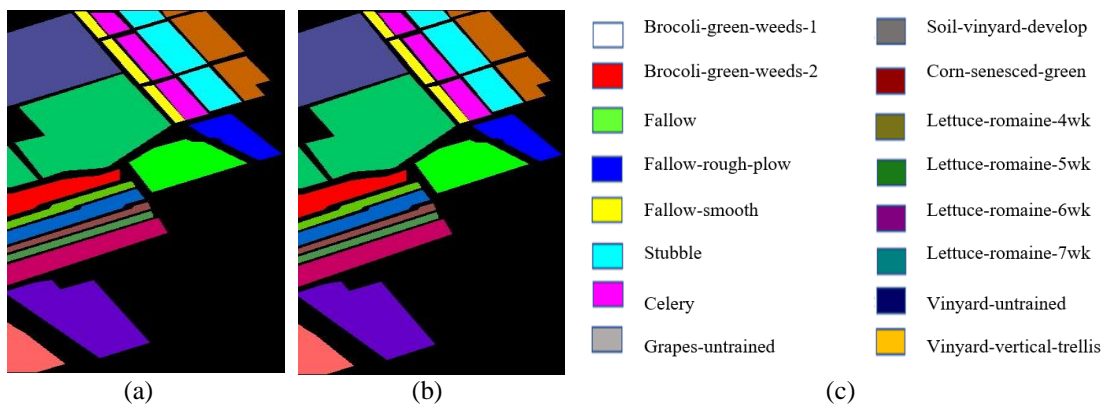 Brocoli-green-weeds-1
Brocoli-green-weeds-2
Fallow
Fallow-rough-plow
Fallow-smooth
Stubble
Celery
Grapes-untrained
Soil-vinyard-develop
Corn-senesced-green
Lettuce-romaine-4wk
Lettuce-romaine-5wk
Lettuce-romaine-6wk
Lettuce-romaine-7wk
Vinyard-untrained
Vinyard-vertical-trellis
(a) (b) (c)